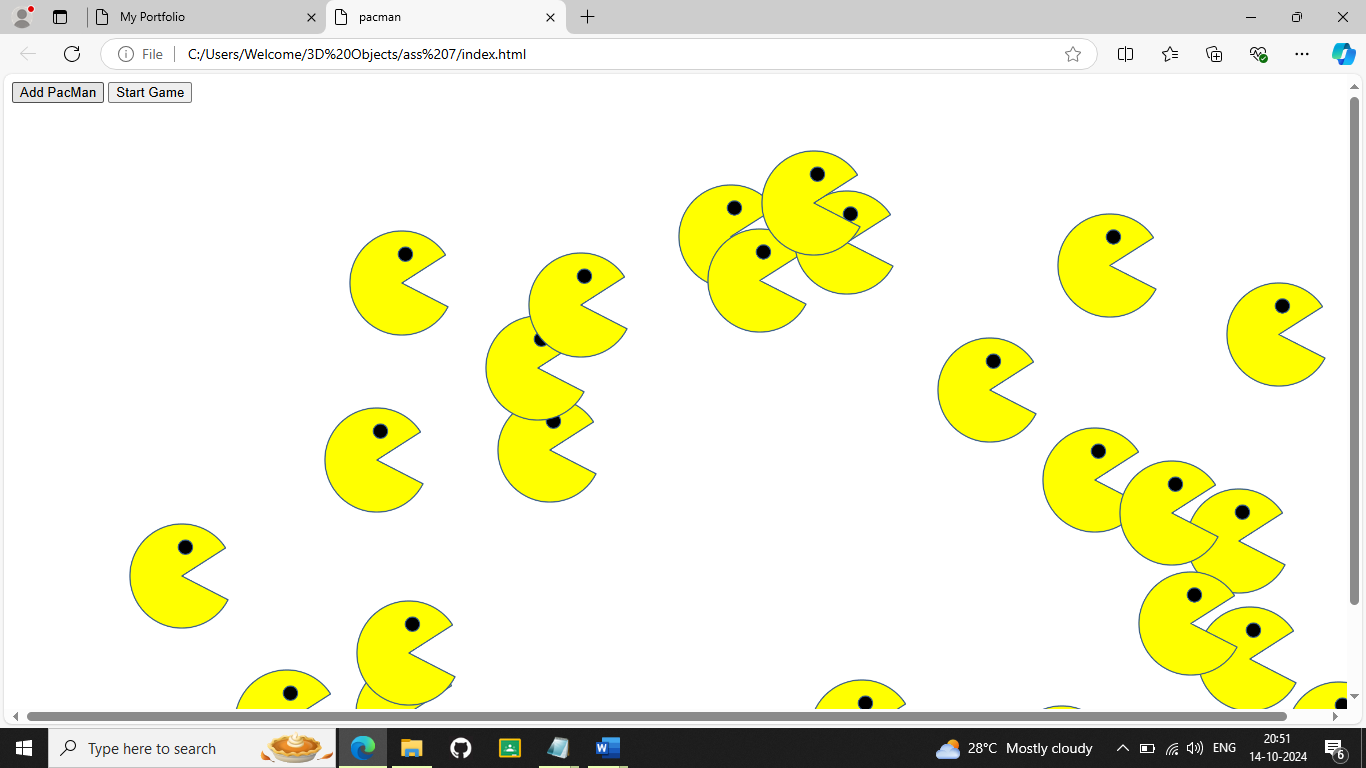 My Portfolio
pacman
File
C:/Users/Welcome/3D%20Objects/ass%207/index.html
Add PacMan
Start Game
Type here to search
28°C Mostly cloudy
ENG
20:51
14-10-2024
6